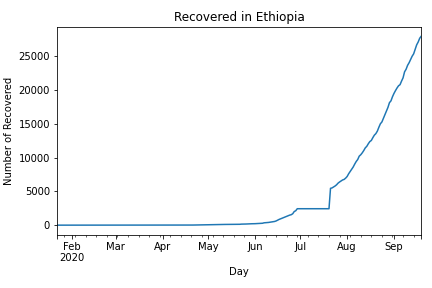 Recovered in Ethiopia
Number of Recovered
25000
20000
15000
10000
5000
0
Feb Mar Apr May Jun Jul Aug Sep
2020
Day